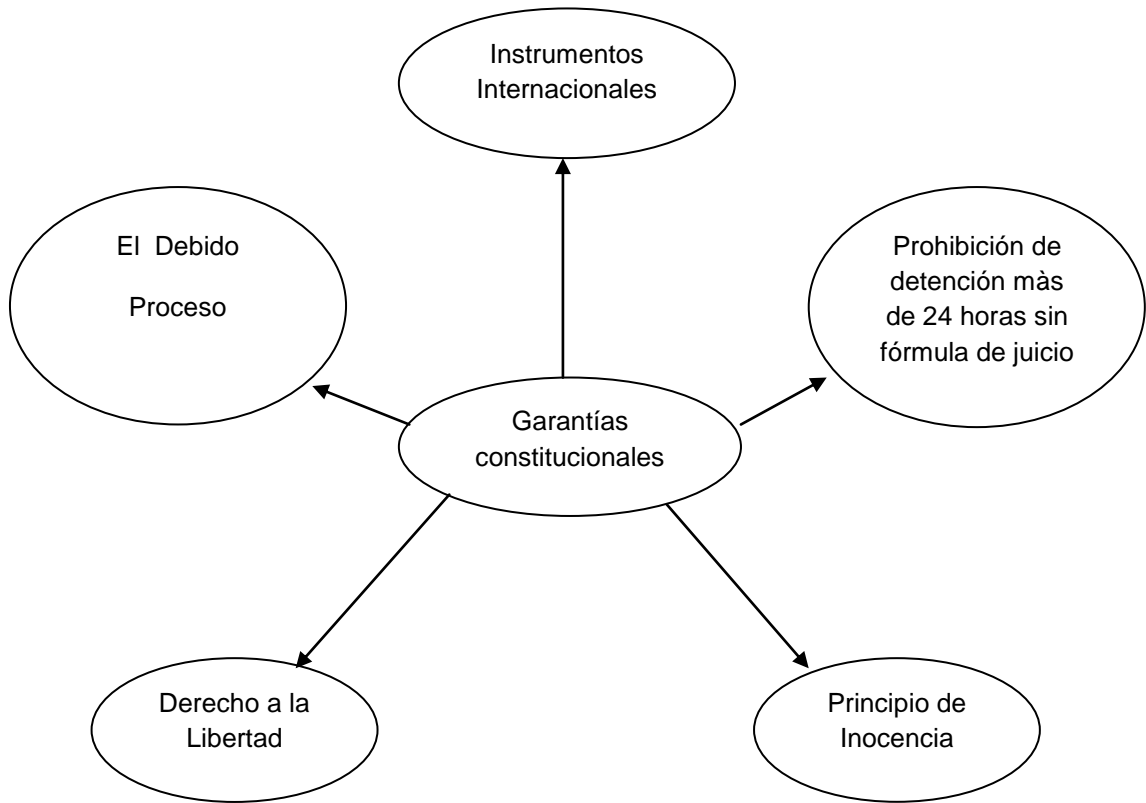 Instrumentos
Internacionales
El Debido
Proceso
Prohibición de
detención màs
de 24 horas sin
fórmula de juicio
Garantías
constitucionales
Derecho a la
Libertad
Principio de
Inocencia